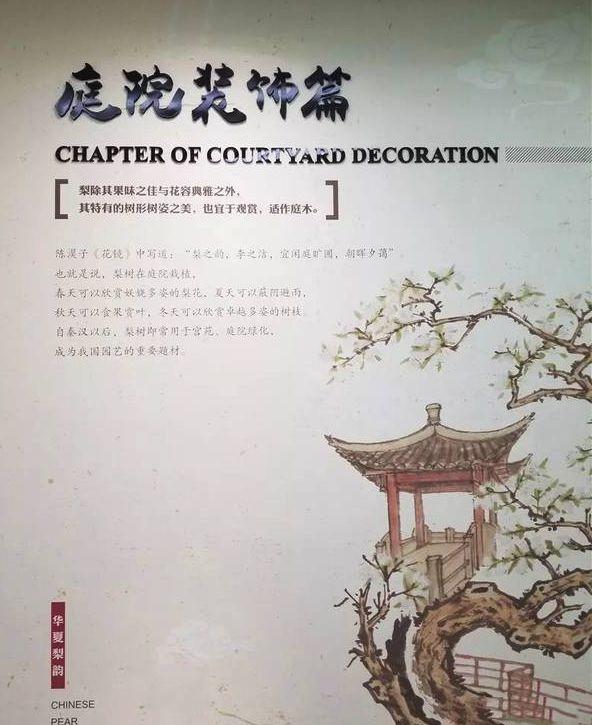 庭院装饰篇
CHAPTER OF COURTYARD DECORATION
梨除其果味之佳与花容典雅之外，
其特有的树形树姿之美，也宜于观赏，适作庭木。
陈淏子《花镜》中写道：“梨之韵，李之洁，宜闲庭旷圃，朝晖夕蔼”
也就是说，梨树在庭院栽植，
春天可以欣赏妖娆多姿的梨花，夏天可以蔽阴避雨，
秋天可以食果赏叶，冬天可以欣赏卓越多姿的树枝。
自秦汉以后，梨树即常用于宫苑、庭院绿化，
成为我国园艺的重要题材。
华夏梨韵
CHINESE
PEAR